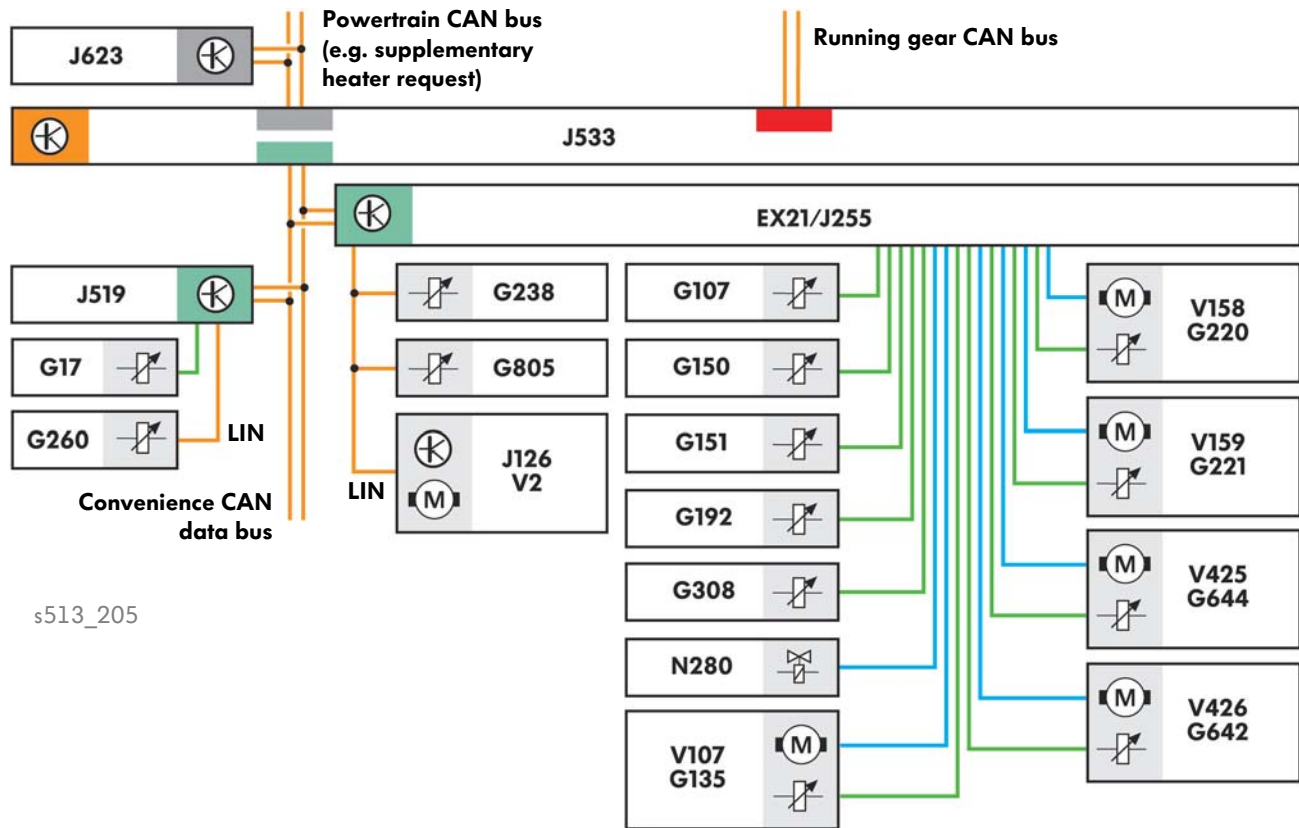 Powertrain CAN bus
(e.g. supplementary
heater request)
Running gear CAN bus
J623
J533
EX21/J255
J519
G17
G260
LIN
Convenience CAN
data bus
G238
G805
J126
V2
LIN
G107
G150
G151
G192
G308
N280
V107
G135
V158
G220
V159
G221
V425
G644
V426
G642
M
M
M
M
M
M
s513_205